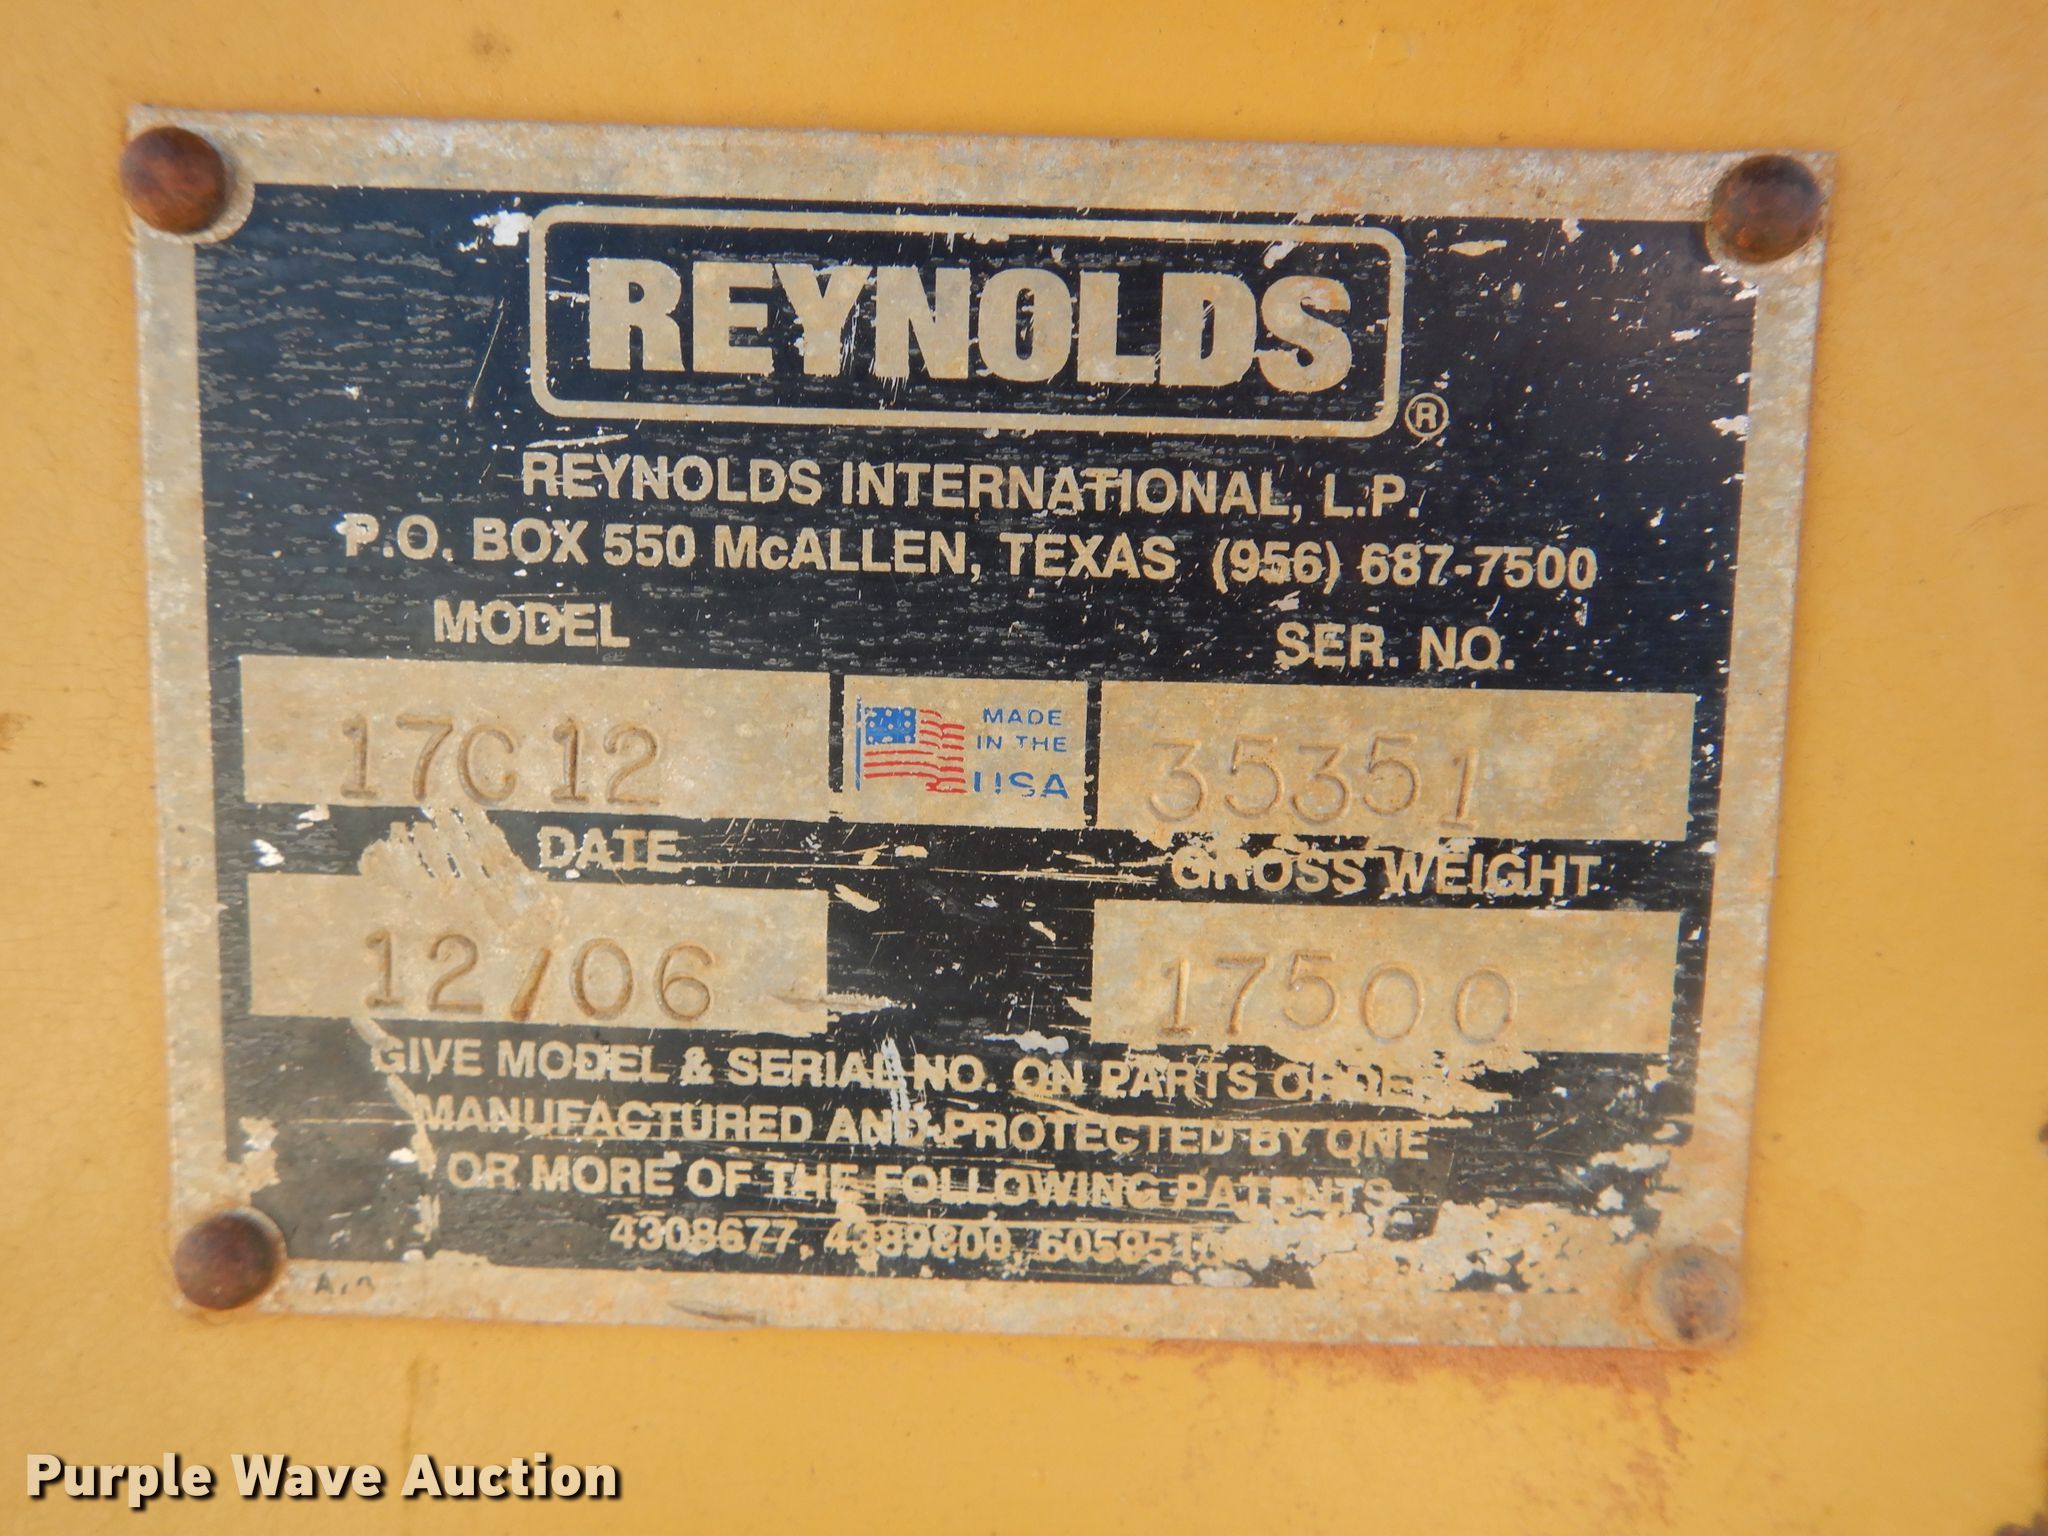 REYNOLDS
®
REYNOLDS INTERNATIONAL, L.P.
P.O. BOX 550 McALLEN, TEXAS (956) 687-7500
MODEL SER. NO.
17C12 MADE IN THE USA 35351
DATE GROSS WEIGHT
12/06 17500
GIVE MODEL & SERIAL NO. ON PARTS
MANUFACTURED AND PROTECTED BY ONE
OR MORE OF THE FOLLOWING PATENTS
4308677, 4389800,
Purple Wave Auction